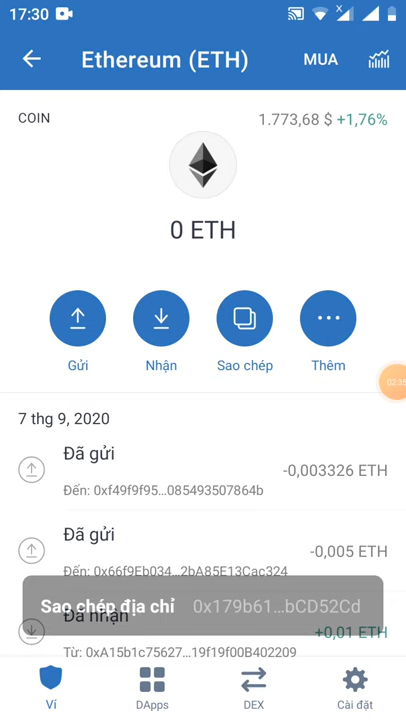 17:30
Ethereum (ETH) MUA
COIN 1.773,68 $ +1,76%
0 ETH
Gửi Nhận Sao chép Thêm
7 thg 9, 2020
Đã gửi
-0,003326 ETH
Đến: 0xf49f9f95...085493507864b
Đã gửi
-0,005 ETH
Đến: 0x66f9Eb034...2bA85E13Cac324
Sao chép địa chỉ 0x179b61...bCD52Cd
Đã nhận
+0,01 ETH
Từ: 0xA15b1c75627...19f19f00B402209
Ví DApps DEX Cài đặt